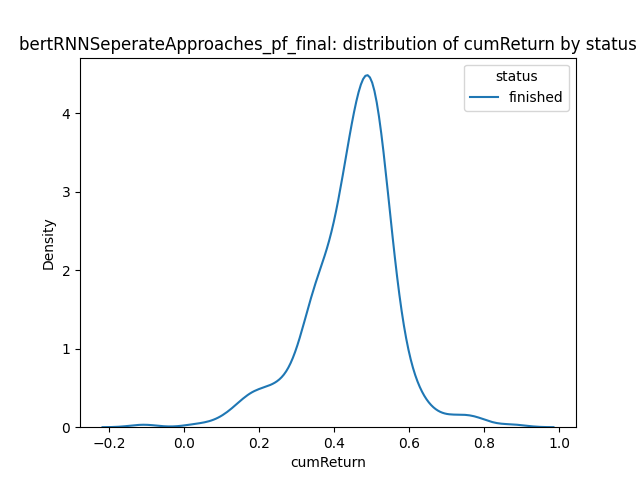 bertRNNSeperateApproaches_pf_final: distribution of cumReturn by status
status
finished
Density
4
3
2
1
0
−0.2 0.0 0.2 0.4 0.6 0.8 1.0
cumReturn